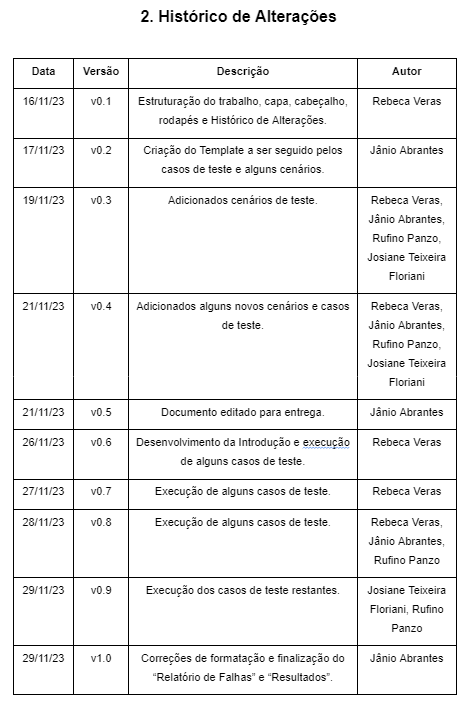 2. Histórico de Alterações
Data Versão Descrição Autor
16/11/23 v0.1 Estruturação do trabalho, capa, cabeçalho, Rebeca Veras
rodapés e Histórico de Alterações.
17/11/23 v0.2 Criação do Template a ser seguido pelos Jânio Abrantes
casos de teste e alguns cenários.
19/11/23 v0.3 Adicionados cenários de teste. Rebeca Veras,
Jânio Abrantes,
Rufino Panzo,
Josiane Teixeira
Floriani
21/11/23 v0.4 Adicionados alguns novos cenários e casos Rebeca Veras,
de teste. Jânio Abrantes,
Rufino Panzo,
Josiane Teixeira
Floriani
21/11/23 v0.5 Documento editado para entrega. Jânio Abrantes
26/11/23 v0.6 Desenvolvimento da Introdução e execução Rebeca Veras
de alguns casos de teste.
27/11/23 v0.7 Execução de alguns casos de teste. Rebeca Veras
28/11/23 v0.8 Execução de alguns casos de teste. Rebeca Veras,
Jânio Abrantes,
Rufino Panzo
29/11/23 v0.9 Execução dos casos de teste restantes. Josiane Teixeira
Floriani, Rufino
Panzo
29/11/23 v1.0 Correções de formatação e finalização do Jânio Abrantes
“Relatório de Falhas” e “Resultados”.